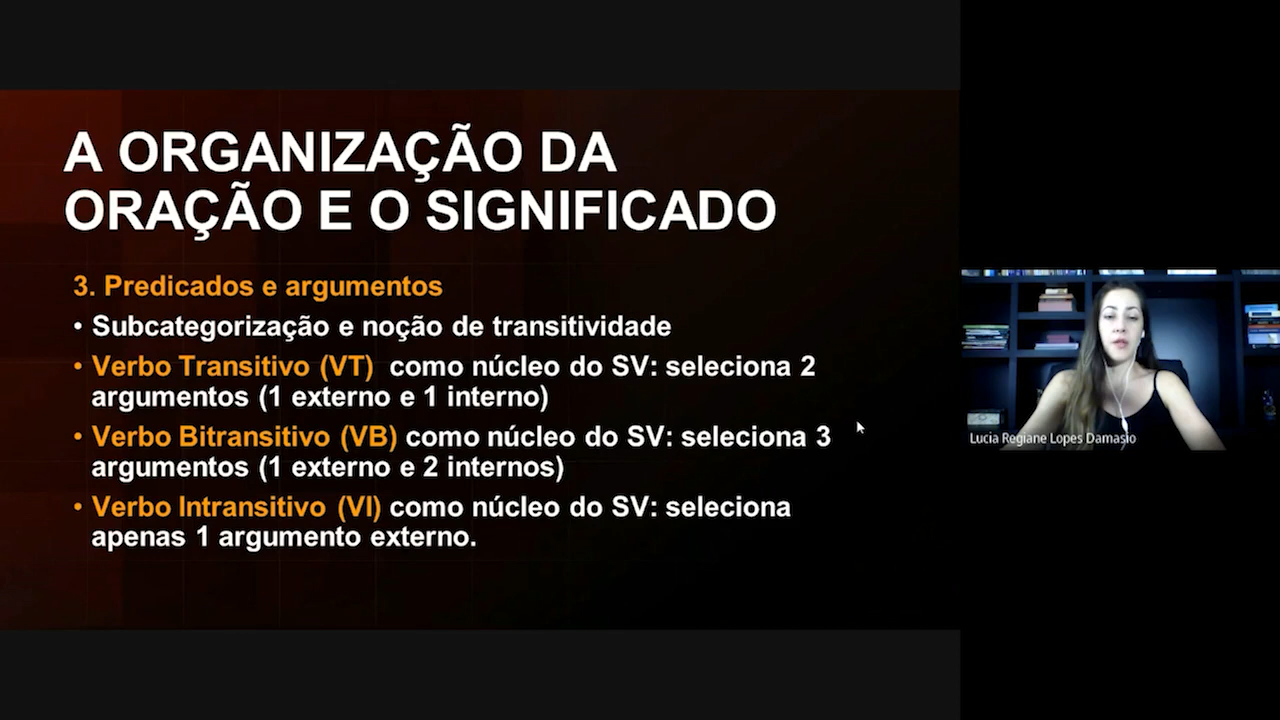 A ORGANIZAÇÃO DA
ORAÇÃO E O SIGNIFICADO
3. Predicados e argumentos
• Subcategorização e noção de transitividade
• Verbo Transitivo (VT) como núcleo do SV: seleciona 2
argumentos (1 externo e 1 interno)
• Verbo Bitransitivo (VB) como núcleo do SV: seleciona 3
argumentos (1 externo e 2 internos)
• Verbo Intransitivo (VI) como núcleo do SV: seleciona
apenas 1 argumento externo.
Lucia Regiane Lopes Damasio